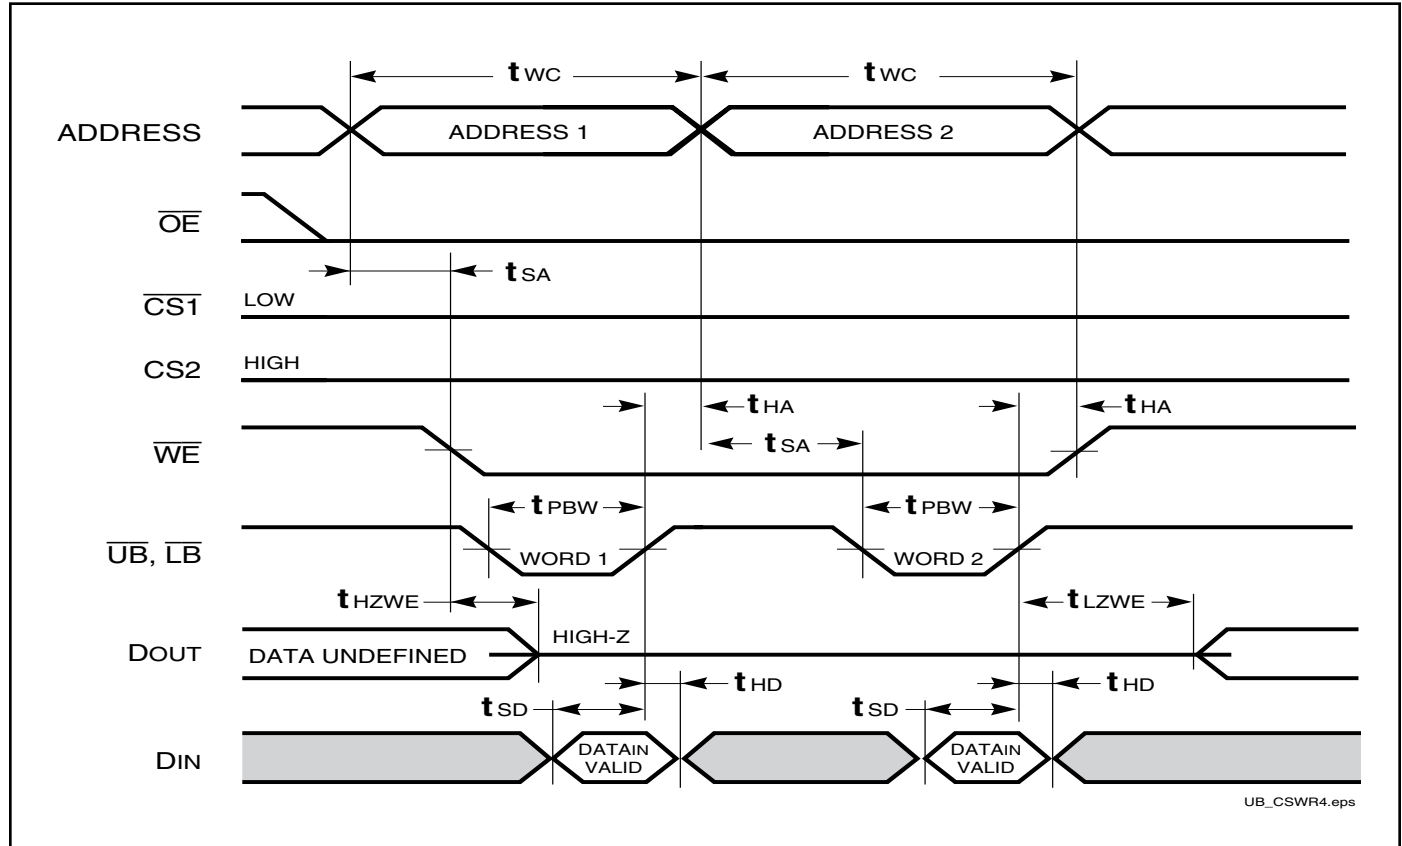 tWC tWC
ADDRESS ADDRESS 1 ADDRESS 2
OE
tSA
CS1 LOW
CS2 HIGH
tHA tHA
WE tSA
tPBW tPBW
UB, LB WORD 1 WORD 2
tHZWE tLZWE
DOUT DATA UNDEFINED HIGH-Z
tHD tHD
tSD tSD
DIN DATAIN VALID DATAIN VALID
UB_CSWR4.eps